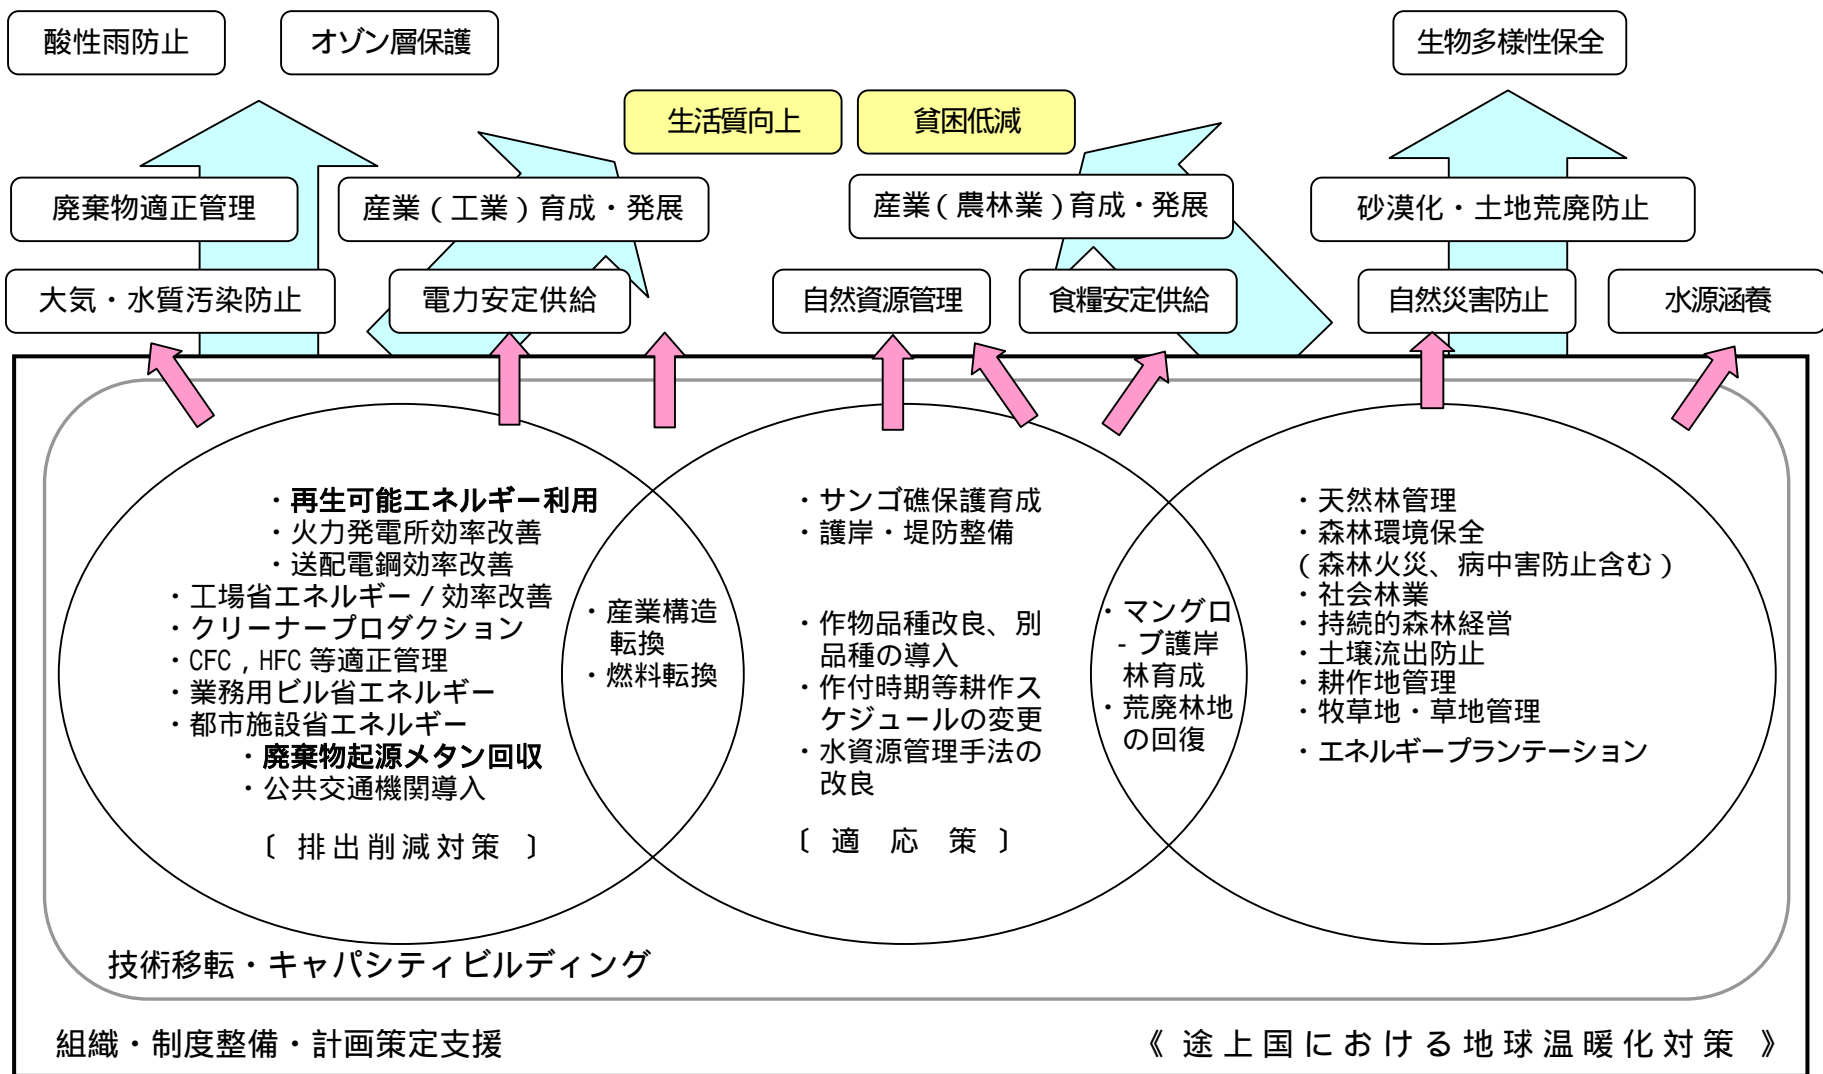 酸性雨防止
オゾン層保護
生物多様性保全
生活質向上
貧困低減
廃棄物適正管理
産業（工業）育成・発展
産業（農林業）育成・発展
砂漠化・土地荒廃防止
大気・水質汚染防止
電力安定供給
自然資源管理
食糧安定供給
自然災害防止
水源涵養
・再生可能エネルギー利用
・火力発電所効率改善
・送配電鋼効率改善
・工場省エネルギー／効率改善
・クリーナープロダクション
・CFC，HFC 等適正管理
・業務用ビル省エネルギー
・都市施設省エネルギー
・廃棄物起源メタン回収
・公共交通機関導入
〔 排出削減対策 〕
・産業構造
転換
・燃料転換
・サンゴ礁保護育成
・護岸・堤防整備
・作物品種改良、別
品種の導入
・作付時期等耕作ス
ケジュールの変更
・水資源管理手法の
改良
〔 適 応 策 〕
・マングロ
-ブ護岸
林育成
・荒廃林地
の回復
・天然林管理
・森林環境保全
（森林火災、病中害防止含む）
・社会林業
・持続的森林経営
・土壌流出防止
・耕作地管理
・牧草地・草地管理
・エネルギープランテーション
技術移転・キャパシティビルディング
組織・制度整備・計画策定支援
《 途上国における地球温暖化対策 》